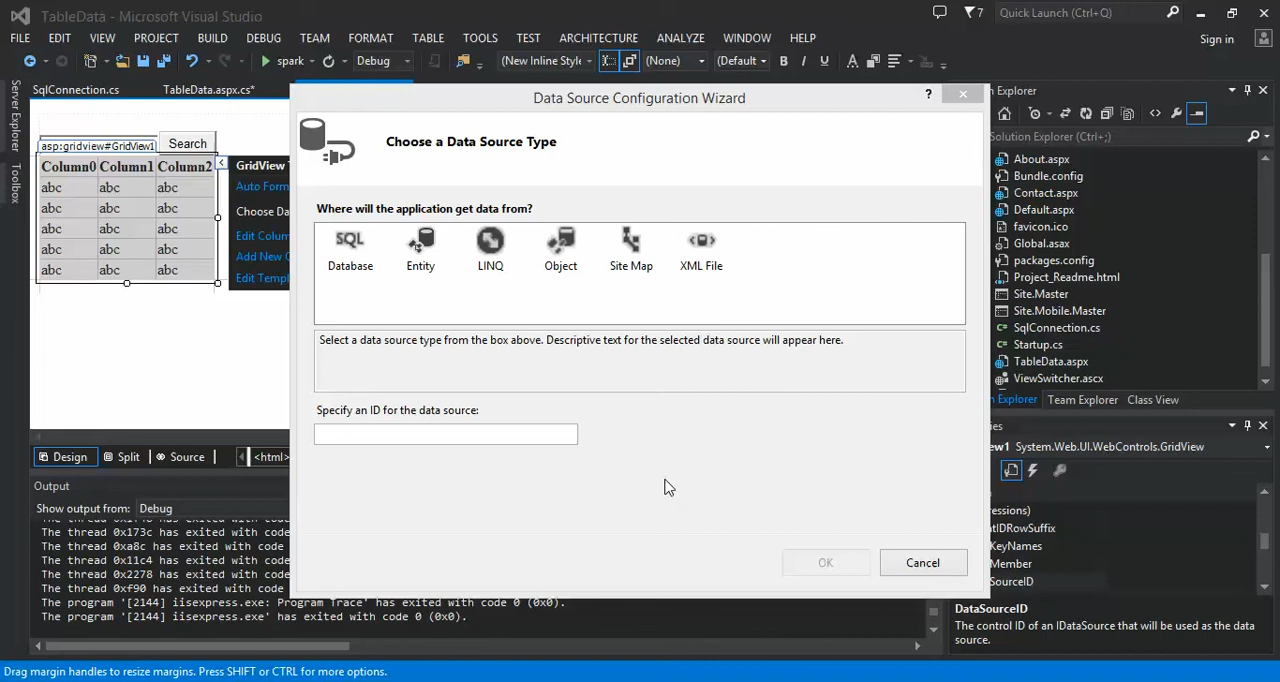 TableData - Microsoft Visual Studio
7
Quick Launch (Ctrl+Q)
FILE EDIT VIEW PROJECT BUILD DEBUG TEAM FORMAT TABLE TOOLS TEST ARCHITECTURE ANALYZE WINDOW HELP
Sign in
spark Debug (New Inline Style (None) (Default B I U A
Server Explorer
Toolbox
SqlConnection.cs TableData.aspx.cs*
asp:gridview#GridView1
Search
Column0 Column1 Column2
abc abc abc
abc abc abc
abc abc abc
abc abc abc
abc abc abc
GridView T
Auto Form
Choose Da
Edit Colum
Add New C
Edit Templ
Data Source Configuration Wizard
?
Choose a Data Source Type
Where will the application get data from?
SQL
Database Entity LINQ Object Site Map XML File
Select a data source type from the box above. Descriptive text for the selected data source will appear here.
Specify an ID for the data source:
OK Cancel
Design Split Source <html>
Output
Show output from: Debug
The thread 0x173c has exited with code
The thread 0xa8c has exited with code
The thread 0x11c4 has exited with code
The thread 0x2278 has exited with code
The thread 0xf90 has exited with code
The program '[2144] iisexpress.exe: Program Trace' has exited with code 0 (0x0).
The program '[2144] iisexpress.exe' has exited with code 0 (0x0).
n Explorer
Solution Explorer (Ctrl+;)
About.aspx
Bundle.config
Contact.aspx
Default.aspx
favicon.ico
Global.asax
packages.config
Project_Readme.html
Site.Master
Site.Mobile.Master
SqlConnection.cs
Startup.cs
TableData.aspx
ViewSwitcher.ascx
n Explorer Team Explorer Class View
ies
iew1 System.Web.UI.WebControls.GridView
ressions)
ntIDRowSuffix
KeyNames
Member
SourceID
DataSourceID
The control ID of an IDataSource that will be used as the data
source.
Drag margin handles to resize margins. Press SHIFT or CTRL for more options.